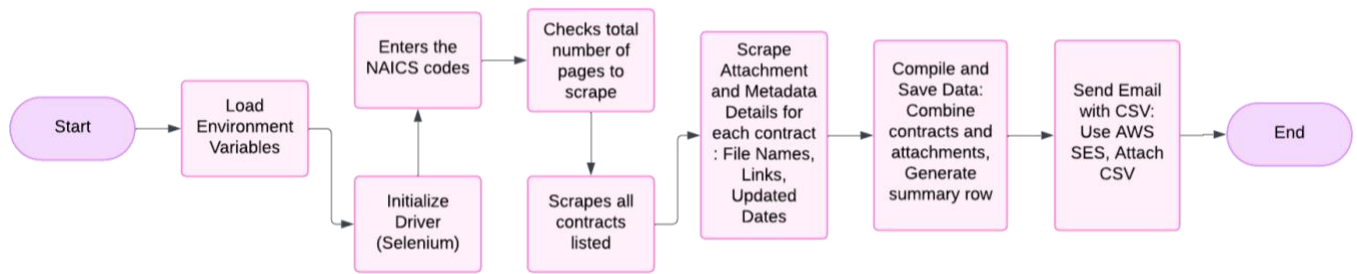 Start
Load
Environment
Variables
Initialize
Driver
(Selenium)
Enters the
NAICS codes
Checks total
number of
pages to
scrape
Scrapes all
contracts
listed
Scrape
Attachment
and Metadata
Details for
each contract
: File Names,
Links,
Updated
Dates
Compile and
Save Data:
Combine
contracts and
attachments,
Generate
summary row
Send Email
with CSV:
Use AWS
SES, Attach
CSV
End